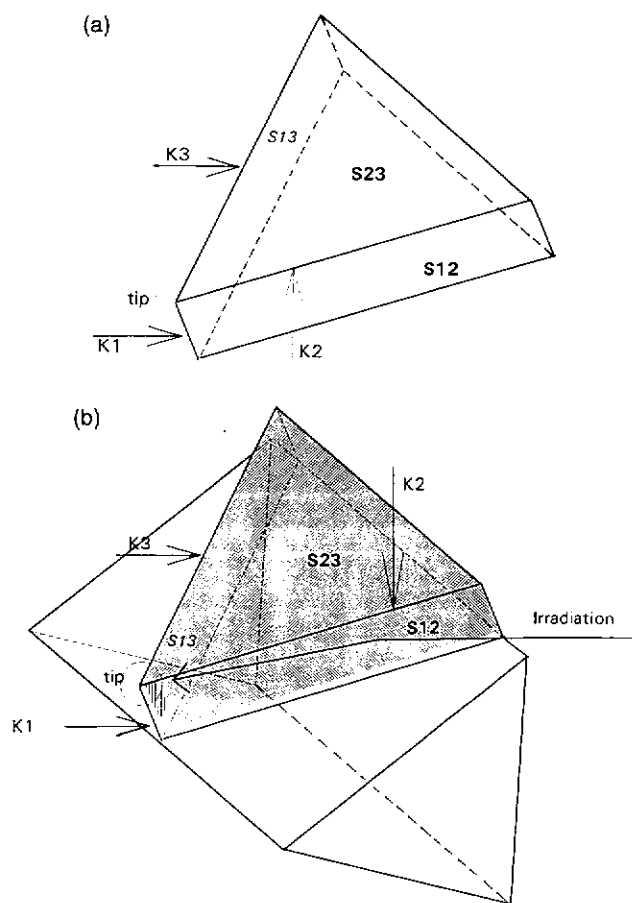 (a)
S13
K3
S23
S12
tip
K1
K2
(b)
K2
K3
S23
S13
S12
Irradiation
tip
K1